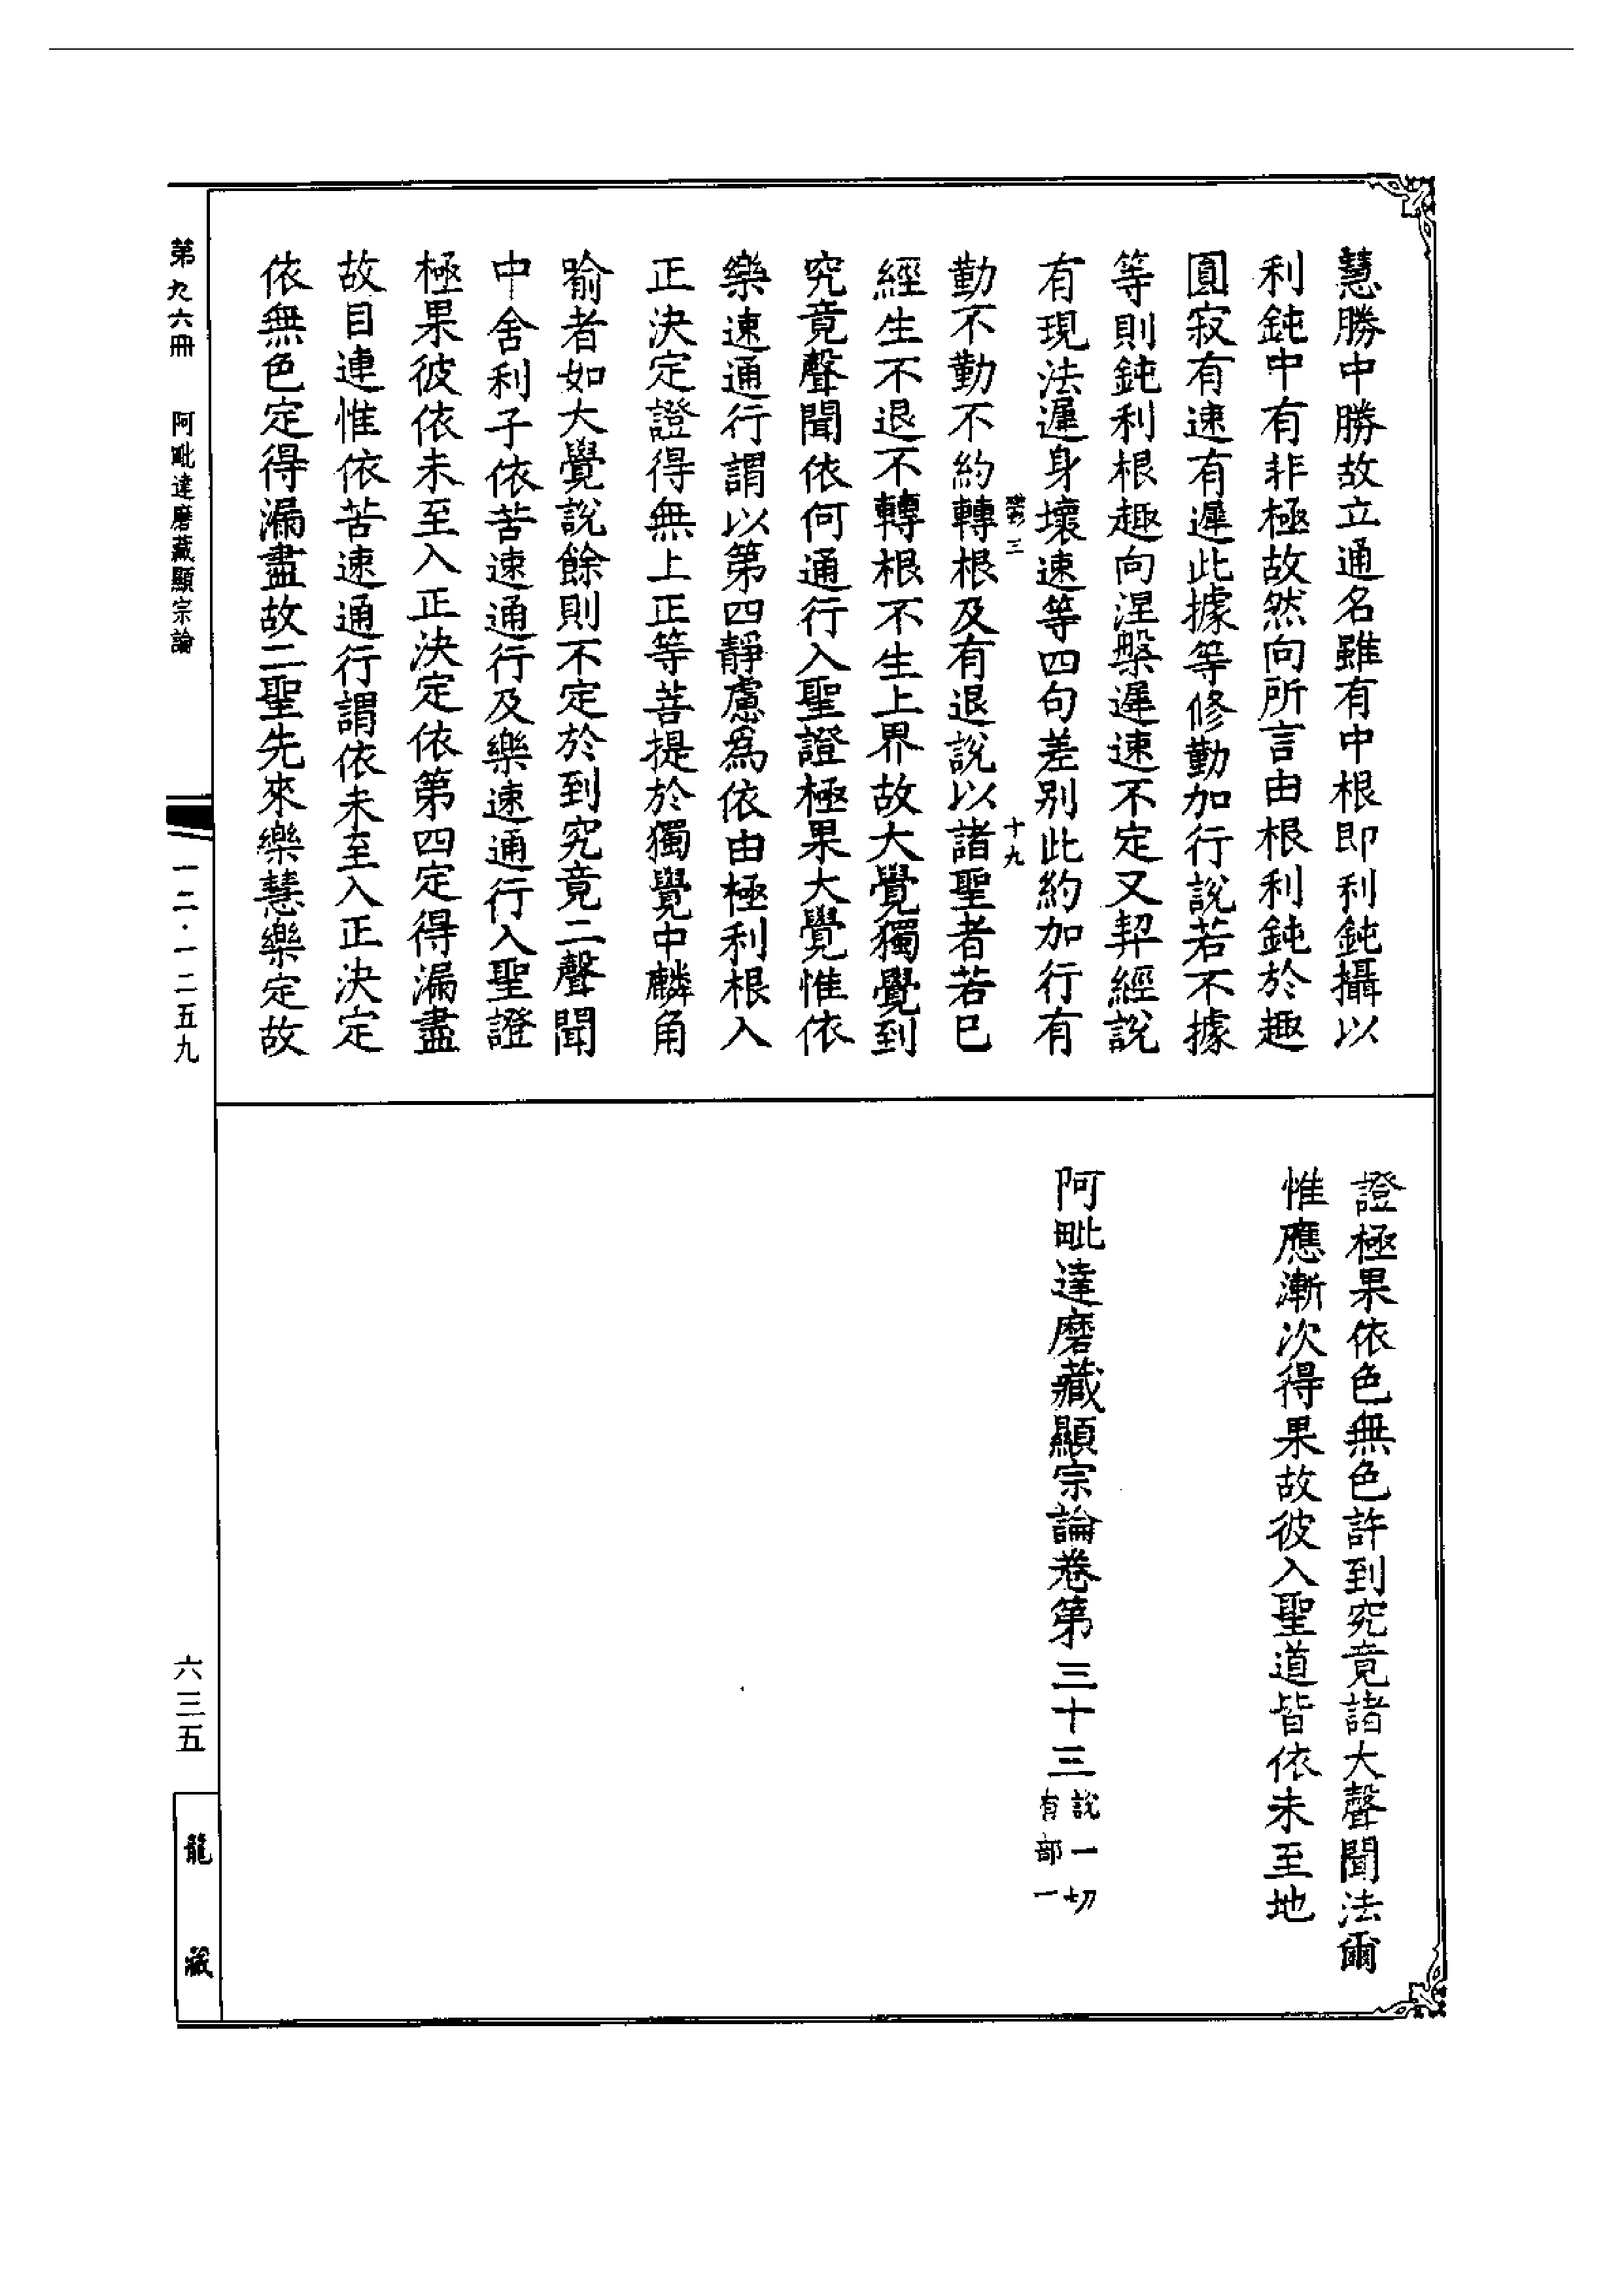 慧勝中勝故立通名雖有中根即利鈍攝以
利鈍中有非極故然向所言由根利鈍於趣
圓寂有速有遲此據等修勤加行說若不據
等則鈍利根趣向涅槃遲速不定又契經說
有現法遲身壞速等四句差別此約加行有
三
十九
勤不勤不約轉根及有退說以諸聖者若已
經生不退不轉根不生上界故大覺獨覺到
究竟聲聞依何通行入聖證極果大覺惟依
樂速通行謂以第四靜慮為依由極利根入
正決定證得無上正等菩提於獨覺中麟角
喻者如大覺說餘則不定於到究竟二聲聞
中舍利子依苦速通行及樂速通行入聖證
極果彼依未至入正決定依第四定得漏盡
故目連惟依苦速通行謂依未至入正決定
依無色定得漏盡故二聖先來樂慧樂定故
證極果依色無色許到究竟諸大聲聞法爾
惟應漸次得果故彼入聖道皆依未至地
阿毗達磨藏顯宗論卷第三十三
說一切
有部一
第九六冊 阿毗達磨藏顯宗論
一二·一二五九
六三五
龍藏